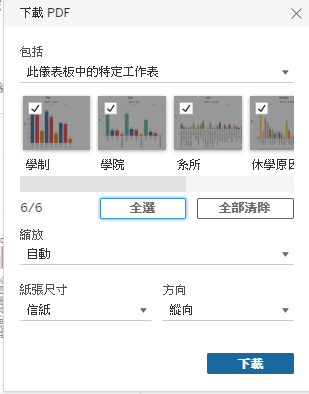 下載 PDF
包括
此儀表板中的特定工作表
學制
學院
系所
休學原因
6/6
全選
全部清除
縮放
自動
紙張尺寸
方向
信紙
縱向
下載